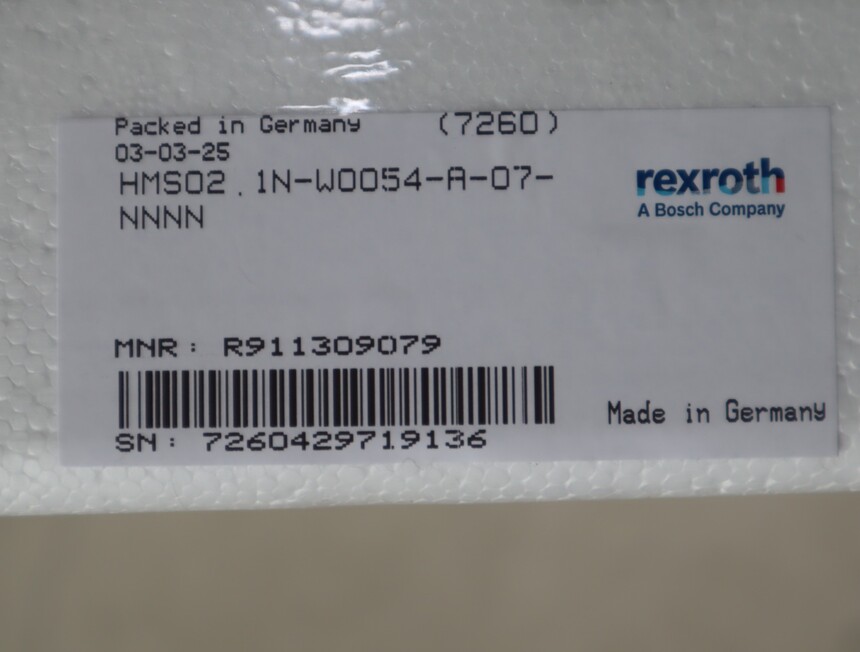 Packed in Germany (7260)
03-03-25
HMS02.1N-W0054-A-07-
NNNN
rexroth
A Bosch Company
MNR: R911309079
SN: 7260429719136
Made in Germany